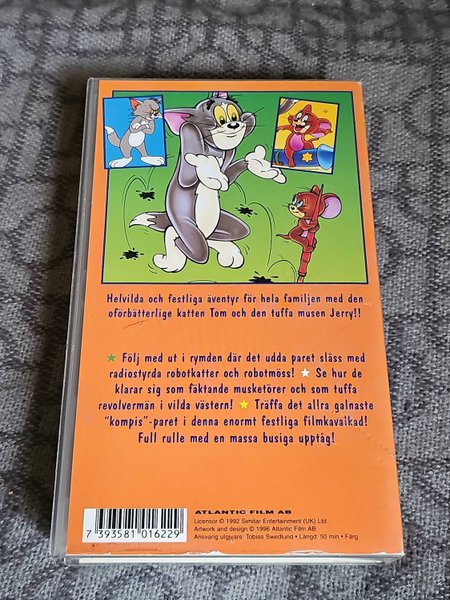 Helvilda och festliga äventyr för hela familjen med den
oförbätterlige katten Tom och den tuffa musen Jerry!!
Följ med ut i rymden där det udda paret slåss med
radiostyrda robotkatter och robotmöss! Se hur de
klarar sig som fäktande musketörer och som tuffa
revolvermän i vilda västern! Träffa det allra galnaste
"kompis"-paret i denna enormt festliga filmkavalkad!
Full rulle med en massa busiga upptåg!
ATLANTIC FILM AB
Licensor © 1992 Similar Entertainment (UK) Ltd.
Artwork and design © 1996 Atlantic Film AB
Ansvarig utgivare: Tobias Swedlund • Längd: 50 min • Färg
7 393581 016229